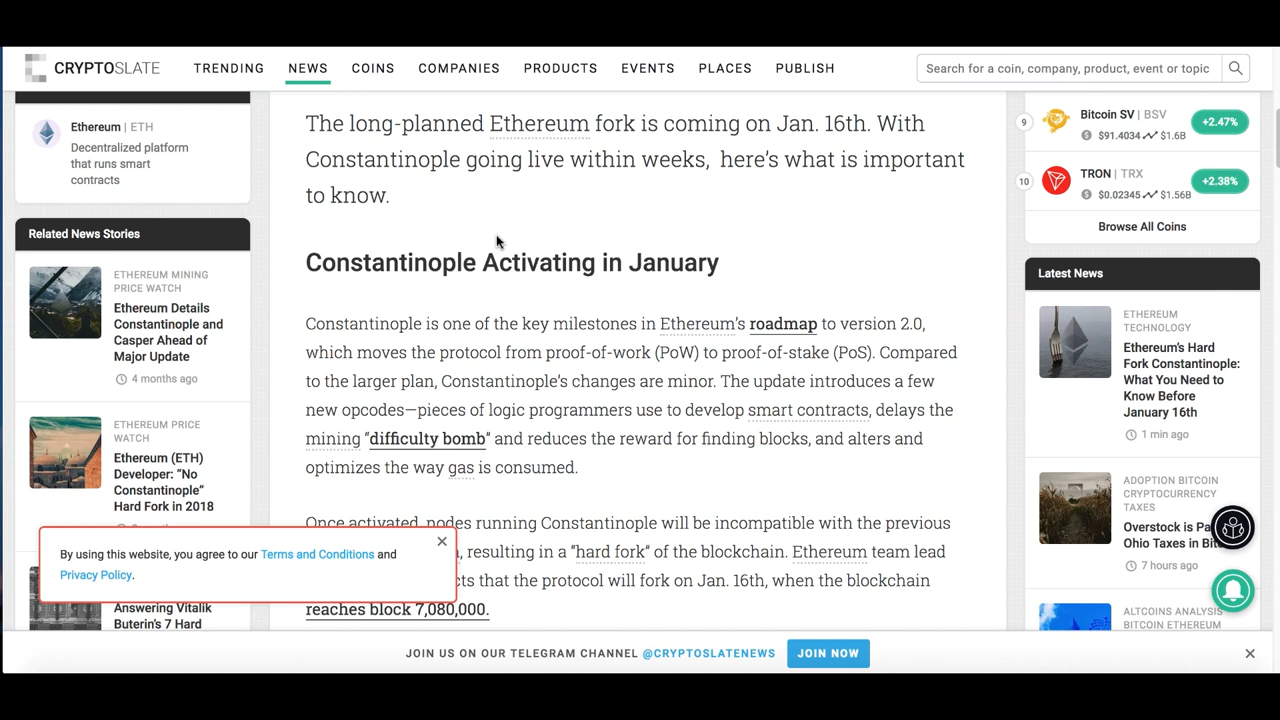 CRYPTOSLATE
TRENDING
NEWS
COINS
COMPANIES
PRODUCTS
EVENTS
PLACES
PUBLISH
Search for a coin, company, product, event or topic
Ethereum | ETH
Decentralized platform
that runs smart
contracts
Related News Stories
ETHEREUM MINING
PRICE WATCH
Ethereum Details
Constantinople and
Casper Ahead of
Major Update
4 months ago
ETHEREUM PRICE
WATCH
Ethereum (ETH)
Developer: “No
Constantinople”
Hard Fork in 2018
Answering Vitalik
Buterin’s 7 Hard
By using this website, you agree to our Terms and Conditions and
Privacy Policy.
The long-planned Ethereum fork is coming on Jan. 16th. With
Constantinople going live within weeks, here’s what is important
to know.
Constantinople Activating in January
Constantinople is one of the key milestones in Ethereum’s roadmap to version 2.0,
which moves the protocol from proof-of-work (PoW) to proof-of-stake (PoS). Compared
to the larger plan, Constantinople’s changes are minor. The update introduces a few
new opcodes—pieces of logic programmers use to develop smart contracts, delays the
mining “difficulty bomb” and reduces the reward for finding blocks, and alters and
optimizes the way gas is consumed.
Once activated, nodes running Constantinople will be incompatible with the previous
, resulting in a “hard fork” of the blockchain. Ethereum team lead
that the protocol will fork on Jan. 16th, when the blockchain
reaches block 7,080,000.
9
Bitcoin SV | BSV
$91.4034 $1.6B
+2.47%
10
TRON | TRX
$0.02345 $1.56B
+2.38%
Browse All Coins
Latest News
ETHEREUM
TECHNOLOGY
Ethereum’s Hard
Fork Constantinople:
What You Need to
Know Before
January 16th
1 min ago
ADOPTION BITCOIN
CRYPTOCURRENCY
TAXES
Overstock is
Ohio Taxes in
7 hours ago
ALTCOINS ANALYSIS
BITCOIN ETHEREUM
JOIN US ON OUR TELEGRAM CHANNEL @CRYPTOSLATENEWS
JOIN NOW